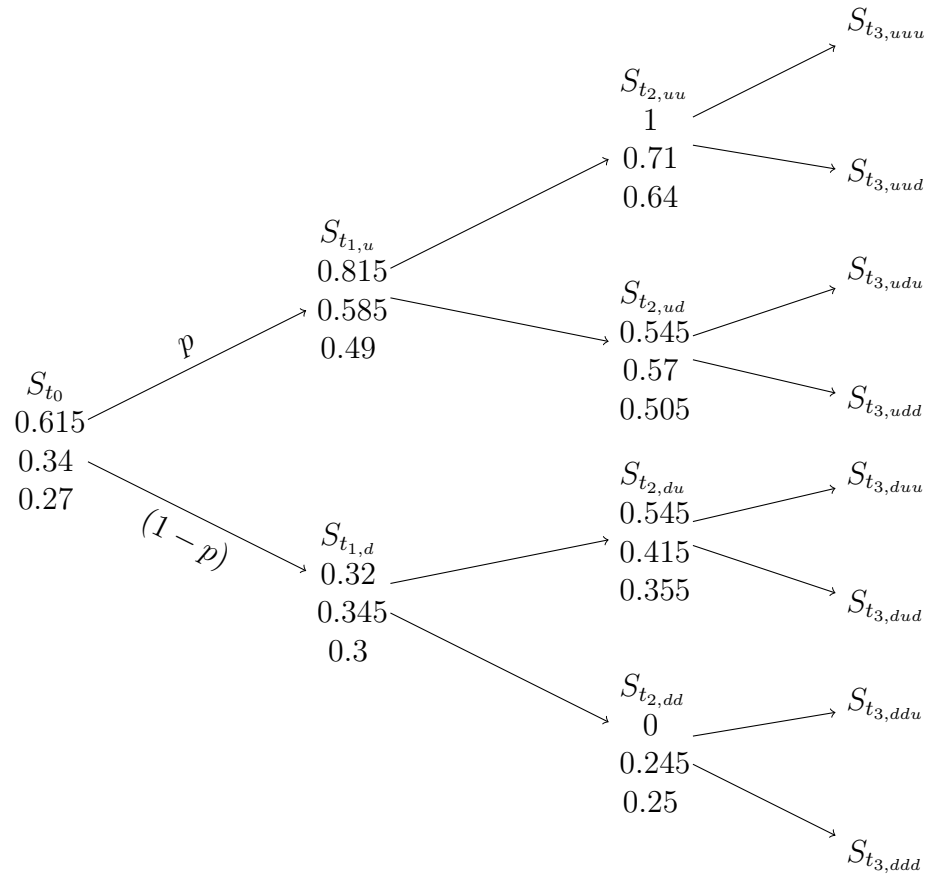 S_{t_0}
0.615
0.34
0.27
p
(1 − p)
S_{t_{1,u}}
0.815
0.585
0.49
S_{t_{1,d}}
0.32
0.345
0.3
S_{t_{2,uu}}
1
0.71
0.64
S_{t_{2,ud}}
0.545
0.57
0.505
S_{t_{2,du}}
0.545
0.415
0.355
S_{t_{2,dd}}
0
0.245
0.25
S_{t_{3,uuu}}
S_{t_{3,uud}}
S_{t_{3,udu}}
S_{t_{3,udd}}
S_{t_{3,duu}}
S_{t_{3,dud}}
S_{t_{3,ddu}}
S_{t_{3,ddd}}